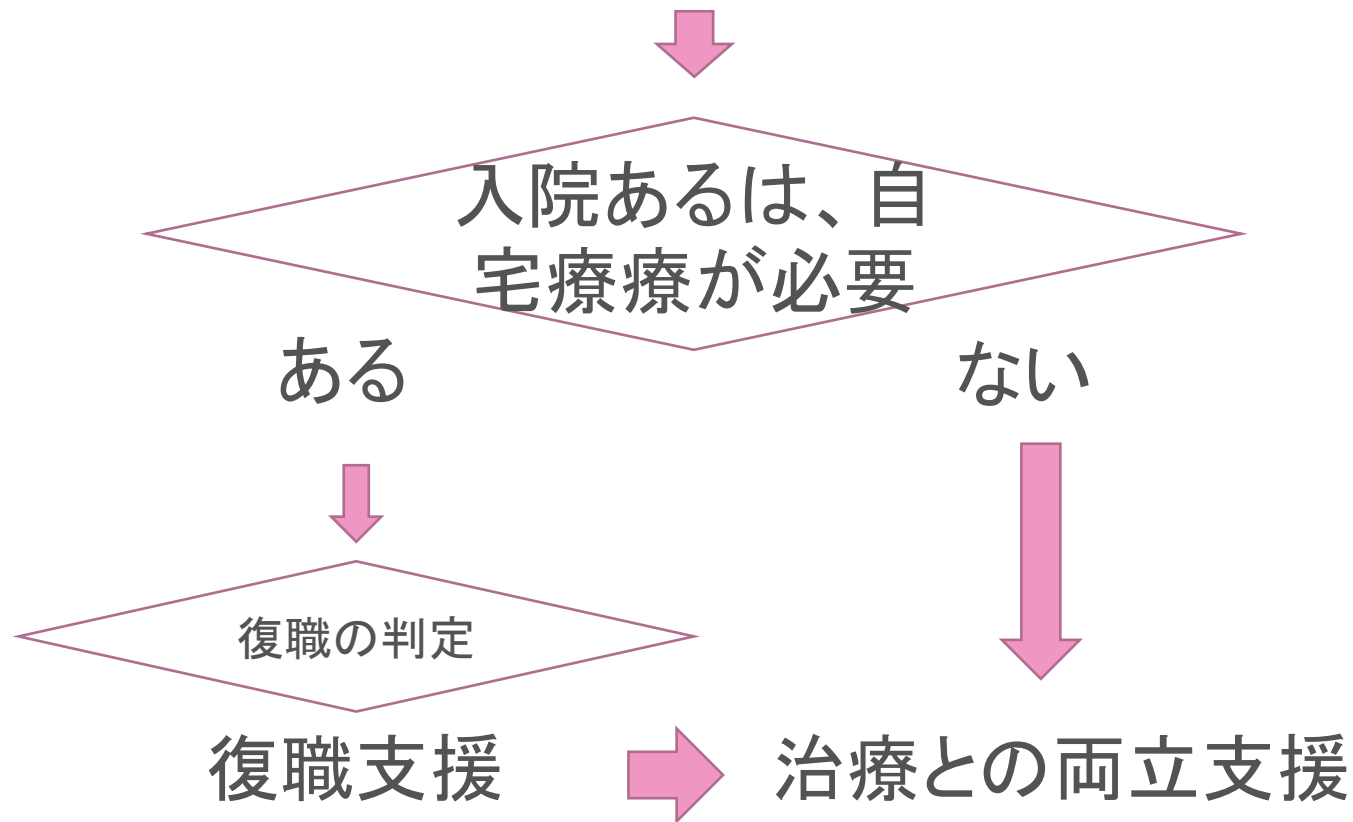 入院あるは、自
宅療療が必要
ある
ない
復職の判定
復職支援
治療との両立支援